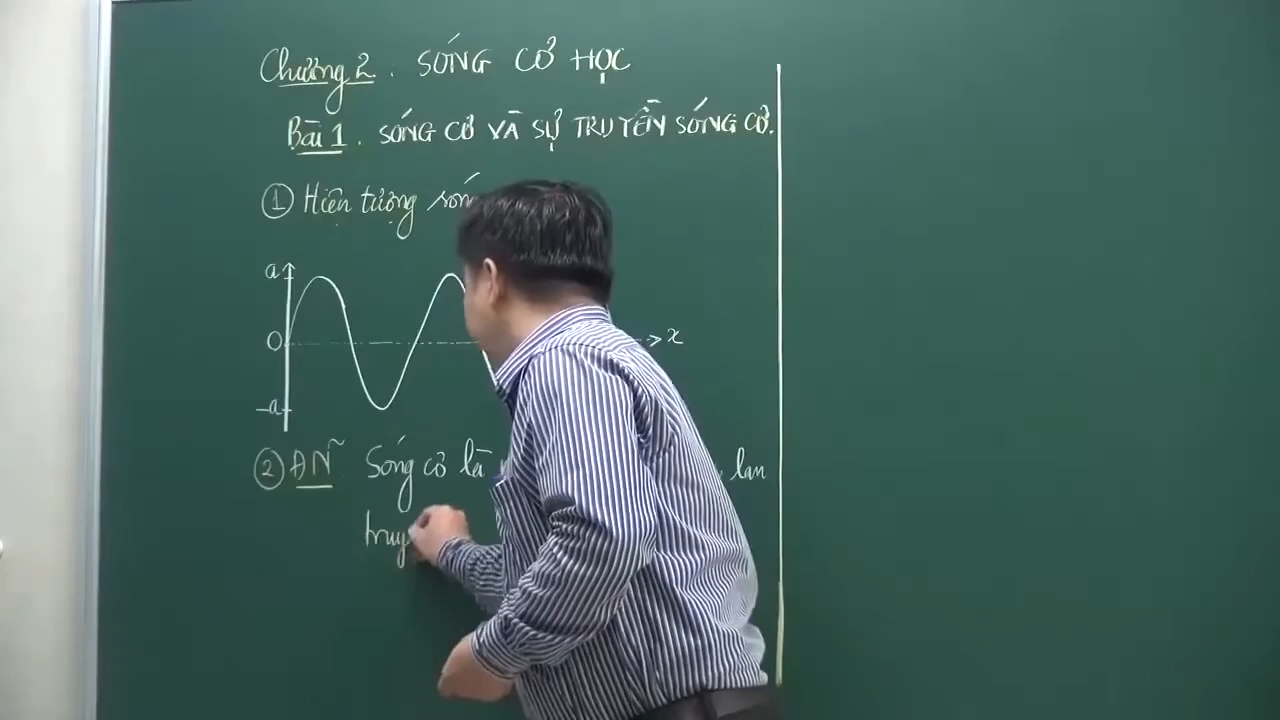 Chương 2. SÓNG CƠ HỌC
Bài 1. SÓNG CƠ VÀ SỰ TRUYỀN SÓNG CƠ.
① Hiện tượng
a
O
x
-a
② ĐN Sóng cơ là lan